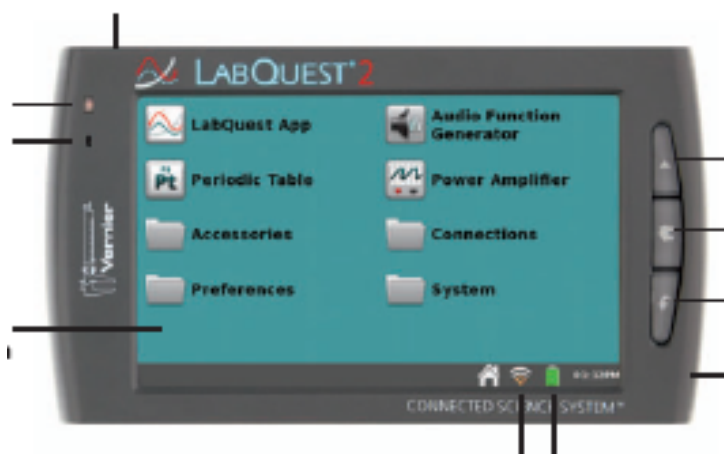 LABQUEST® 2
LabQuest App
Audio Function
Generator
Pt
Periodic Table
Power Amplifier
Accessories
Connections
Preferences
System
Vernier
CONNECTED SCIENCE SYSTEM™